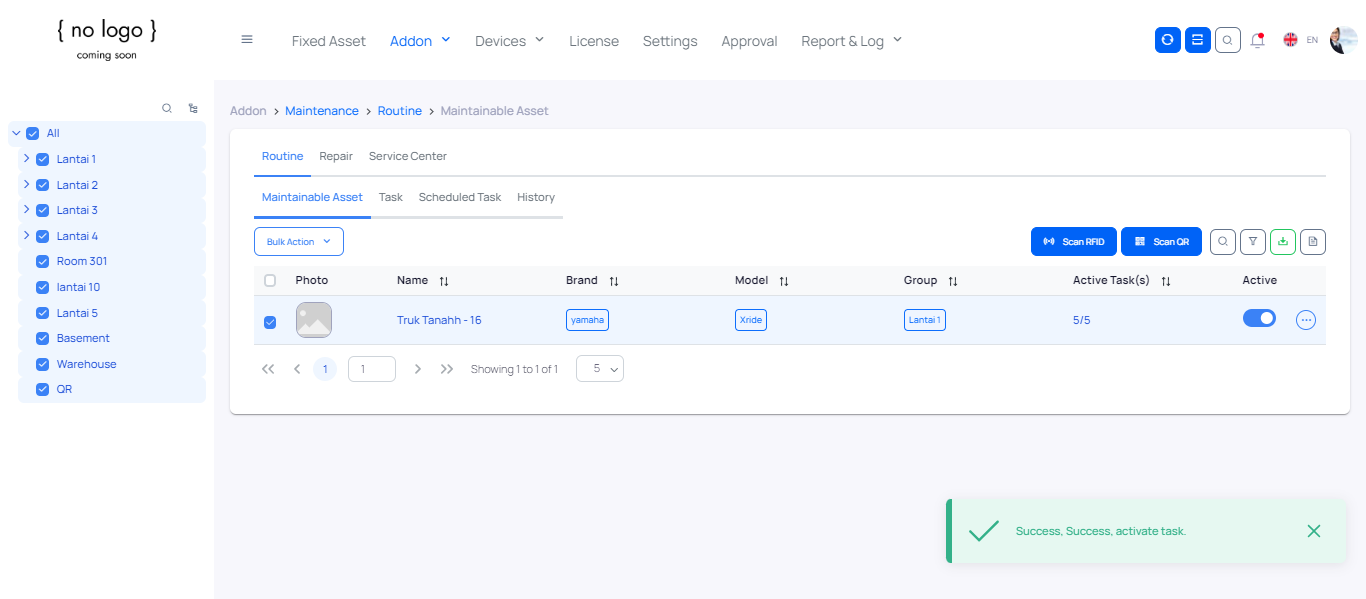 { no logo }
coming soon
Fixed Asset
Addon
Devices
License
Settings
Approval
Report & Log
EN
All
Lantai 1
Lantai 2
Lantai 3
Lantai 4
Room 301
lantai 10
Lantai 5
Basement
Warehouse
QR
Addon > Maintenance > Routine > Maintainable Asset
Routine Repair Service Center
Maintainable Asset Task Scheduled Task History
Bulk Action
Scan RFID
Scan QR
Photo Name Brand Model Group Active Task(s) Active
Truk Tanahh - 16 yamaha Xride Lantai 1 5/5
1 1 Showing 1 to 1 of 1 5
Success, Success, activate task.